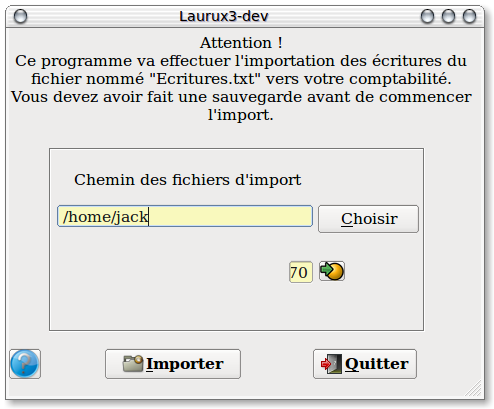 Laurux3-dev
Attention !
Ce programme va effectuer l'importation des écritures du
fichier nommé "Ecritures.txt" vers votre comptabilité.
Vous devez avoir fait une sauvegarde avant de commencer
l'import.
Chemin des fichiers d'import
/home/jack
Choisir
70
?
Importer
Quitter